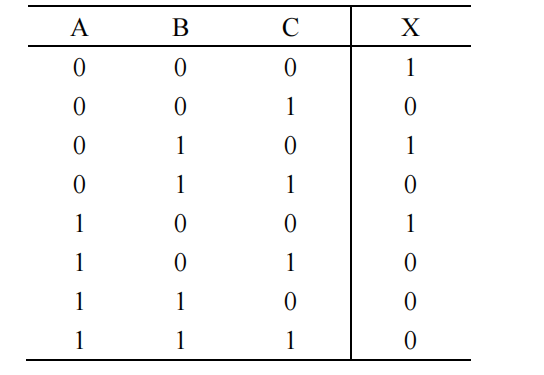 A B C X
0 0 0 1
0 0 1 0
0 1 0 1
0 1 1 0
1 0 0 1
1 0 1 0
1 1 0 0
1 1 1 0